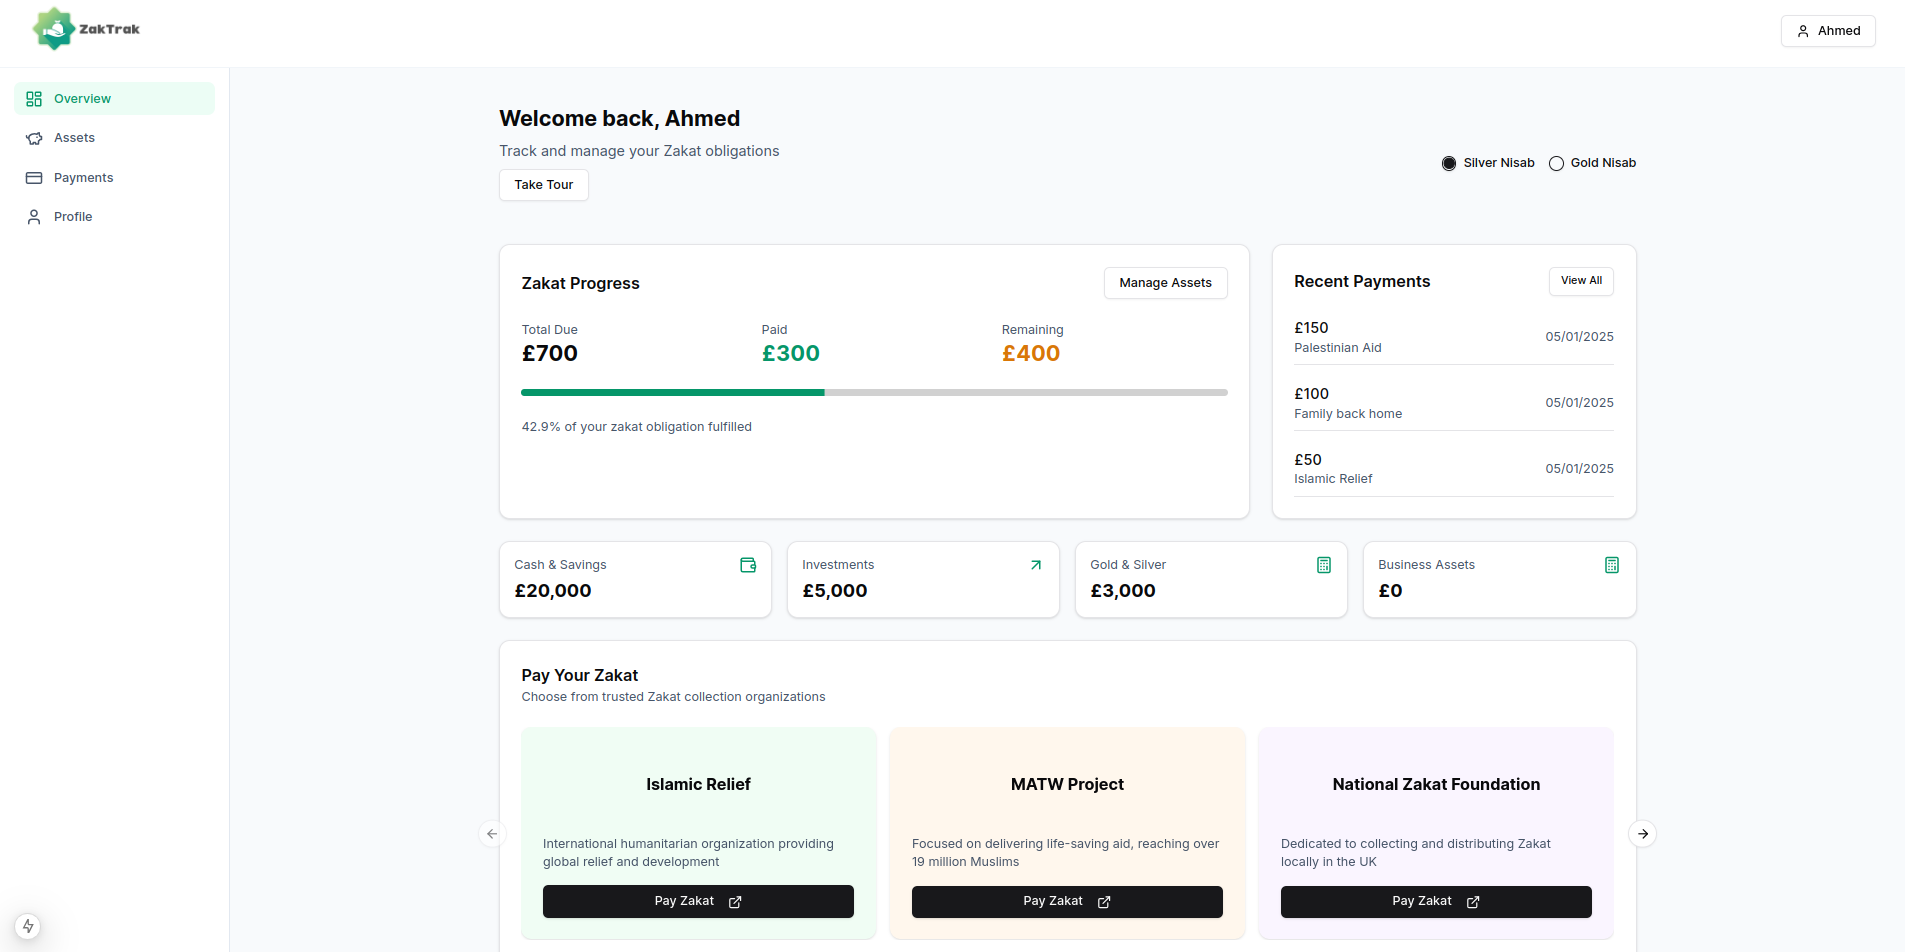 ZakTrak
Ahmed
Overview
Assets
Payments
Profile
Welcome back, Ahmed
Track and manage your Zakat obligations
Take Tour
Silver Nisab
Gold Nisab
Zakat Progress
Manage Assets
Total Due
Paid
Remaining
£700
£300
£400
42.9% of your zakat obligation fulfilled
Recent Payments
View All
£150
Palestinian Aid
05/01/2025
£100
Family back home
05/01/2025
£50
Islamic Relief
05/01/2025
Cash & Savings
£20,000
Investments
£5,000
Gold & Silver
£3,000
Business Assets
£0
Pay Your Zakat
Choose from trusted Zakat collection organizations
Islamic Relief
International humanitarian organization providing
global relief and development
Pay Zakat
MATW Project
Focused on delivering life-saving aid, reaching over
19 million Muslims
Pay Zakat
National Zakat Foundation
Dedicated to collecting and distributing Zakat
locally in the UK
Pay Zakat